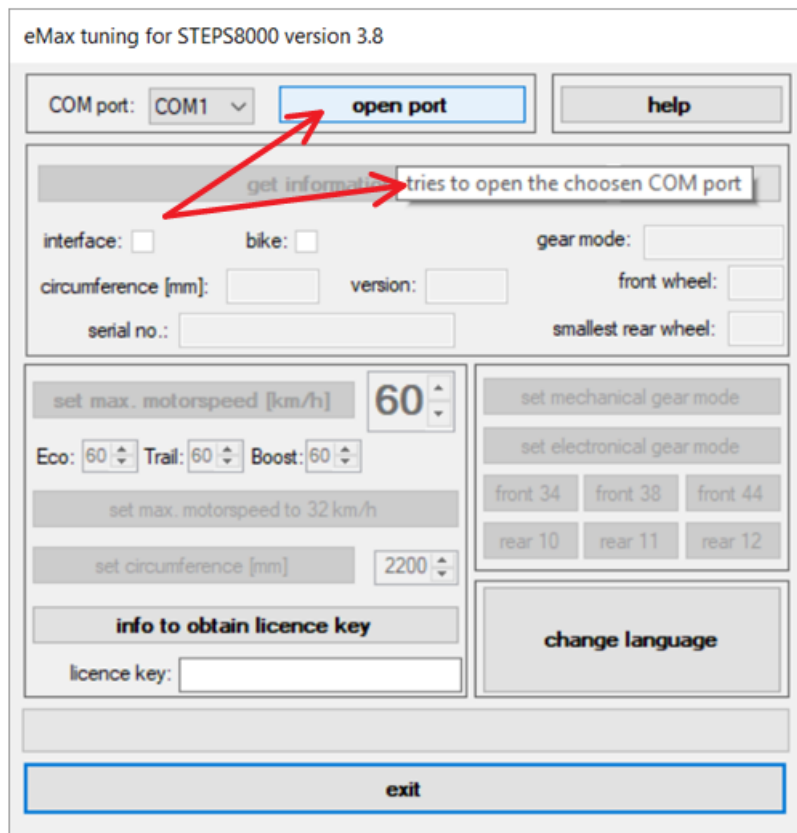 eMax tuning for STEPS8000 version 3.8
COM port: COM1 open port help
get information
tries to open the choosen COM port
interface: bike: gear mode:
circumference [mm]: version: front wheel:
serial no.: smallest rear wheel:
set max. motorspeed [km/h] 60 set mechanical gear mode
Eco: 60 Trail: 60 Boost: 60 set electronical gear mode
set max. motorspeed to 32 km/h front 34 front 38 front 44
set circumference [mm] 2200 rear 10 rear 11 rear 12
info to obtain licence key change language
licence key:
exit